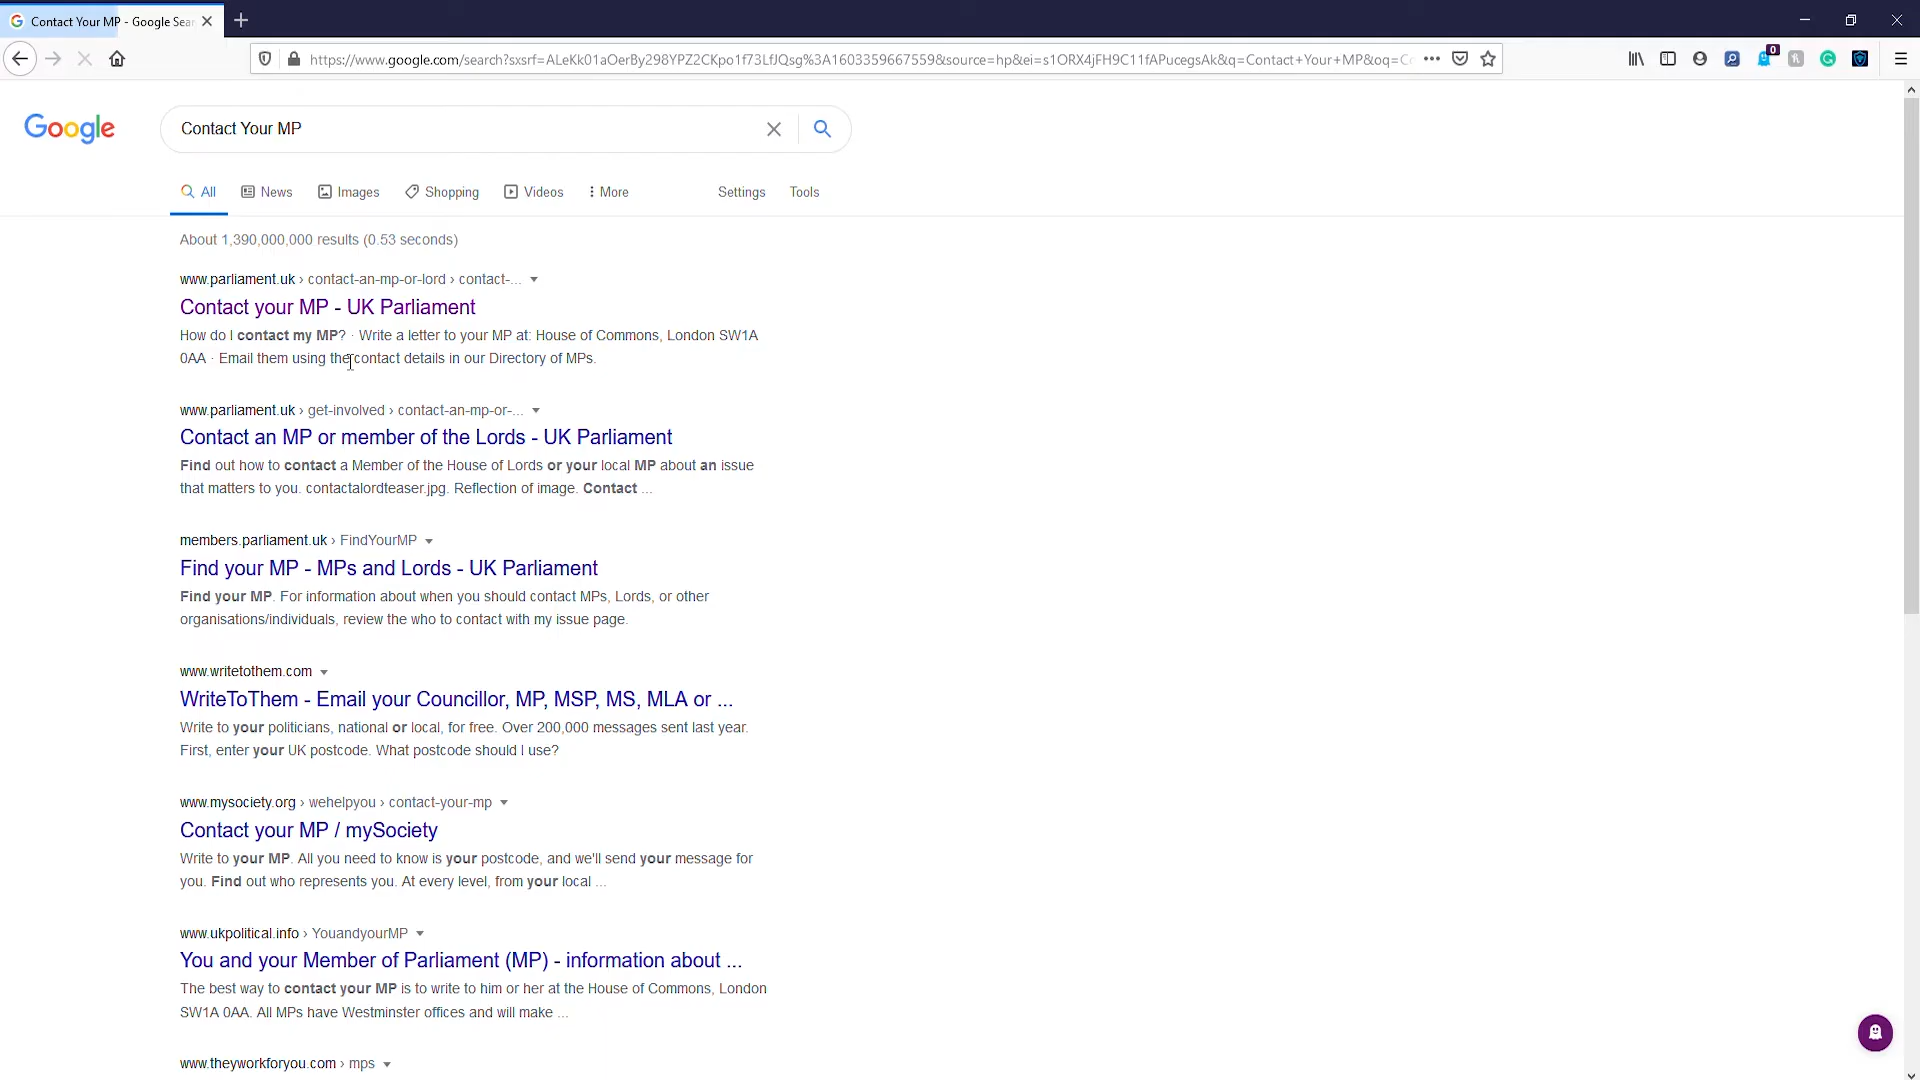 Contact Your MP - Google Sear
https://www.google.com/search?sxsrf=ALeKk01aOerBy298YPZ2CKpo1f73LfJQsg%3A1603359667559&source=hp&ei=s1ORX4jFH9C11fAPucegsAk&q=Contact+Your+MP&oq=C
0
Google
Contact Your MP
All News Images Shopping Videos More Settings Tools
About 1,390,000,000 results (0.53 seconds)
www.parliament.uk › contact-an-mp-or-lord › contact-...
Contact your MP - UK Parliament
How do I contact my MP? · Write a letter to your MP at: House of Commons, London SW1A
0AA · Email them using the contact details in our Directory of MPs.
www.parliament.uk › get-involved › contact-an-mp-or-...
Contact an MP or member of the Lords - UK Parliament
Find out how to contact a Member of the House of Lords or your local MP about an issue
that matters to you. contactalordteaser.jpg. Reflection of image. Contact ...
members.parliament.uk › FindYourMP
Find your MP - MPs and Lords - UK Parliament
Find your MP. For information about when you should contact MPs, Lords, or other
organisations/individuals, review the who to contact with my issue page.
www.writetothem.com
WriteToThem - Email your Councillor, MP, MSP, MS, MLA or ...
Write to your politicians, national or local, for free. Over 200,000 messages sent last year.
First, enter your UK postcode. What postcode should I use?
www.mysociety.org › wehelpyou › contact-your-mp
Contact your MP / mySociety
Write to your MP. All you need to know is your postcode, and we'll send your message for
you. Find out who represents you. At every level, from your local ...
www.ukpolitical.info › YouandyourMP
You and your Member of Parliament (MP) - information about ...
The best way to contact your MP is to write to him or her at the House of Commons, London
SW1A 0AA. All MPs have Westminster offices and will make ...
www.theyworkforyou.com › mps